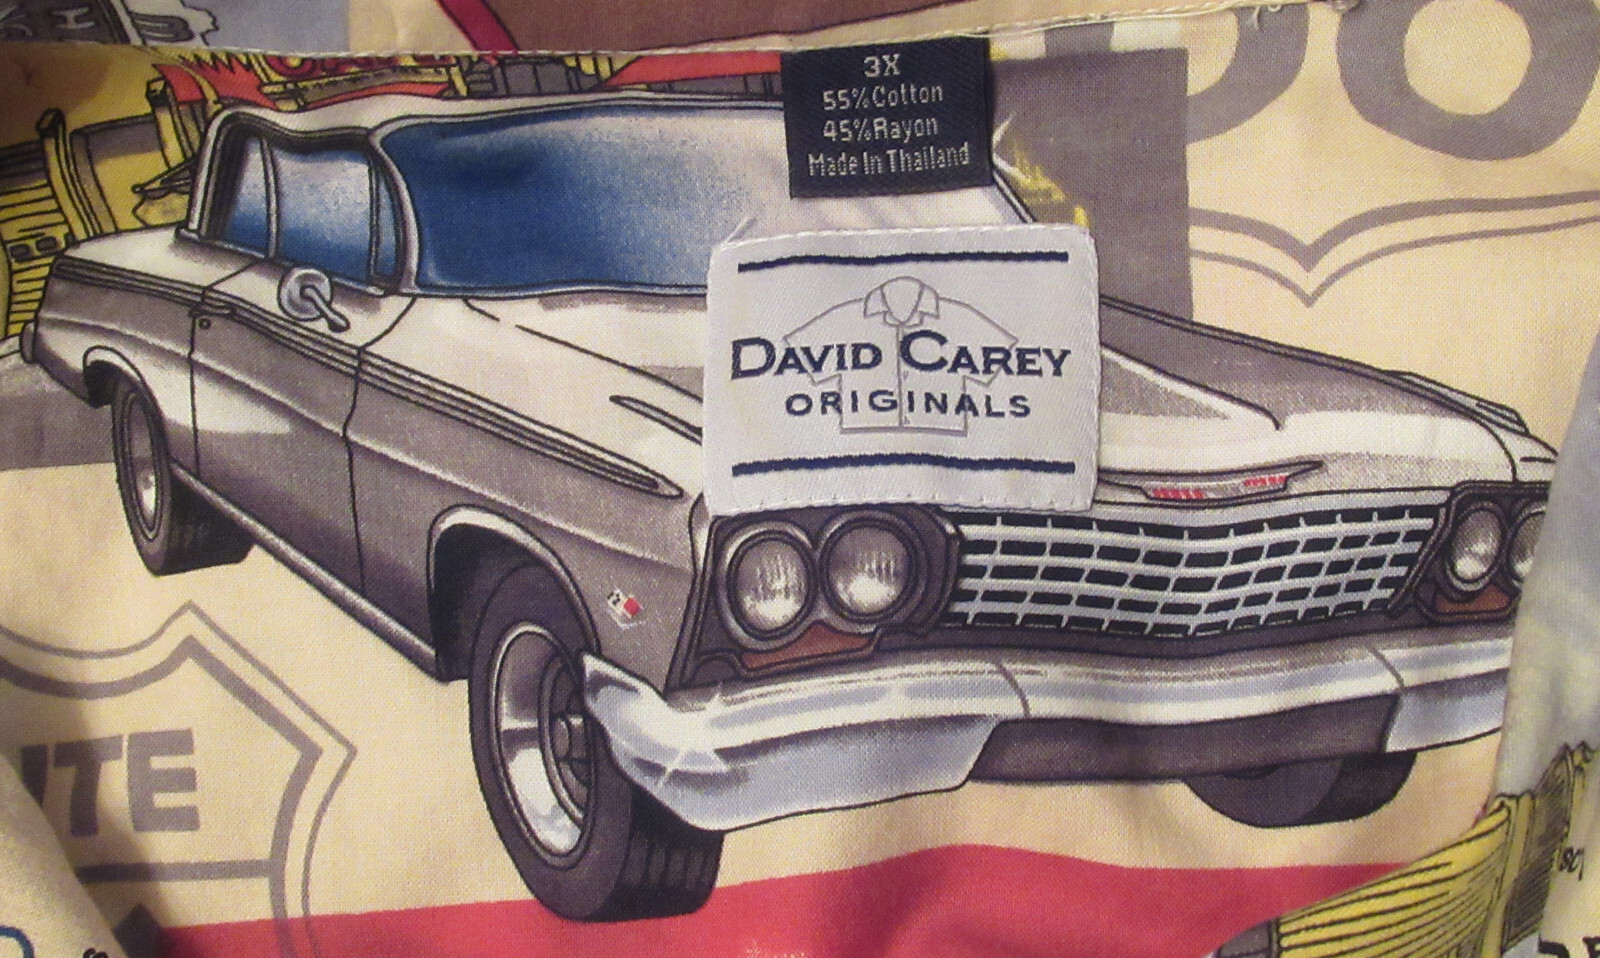 3X
55%Cotton
45%Rayon
Made In Thailand
DAVID CAREY
ORIGINALS